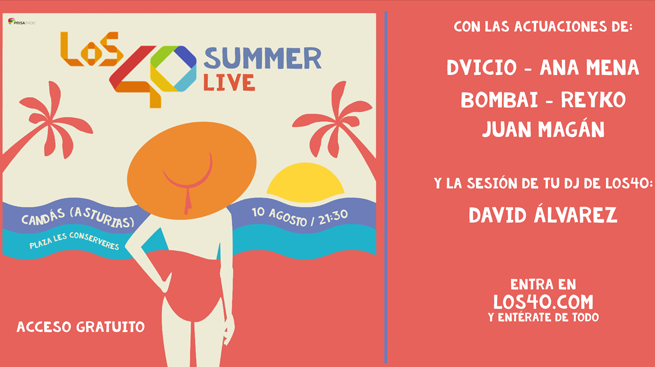 PRISA RADIO
LOS40 SUMMER
LIVE
CANDÁS (ASTURIAS)
PLAZA LES CONSERVERES
10 AGOSTO / 21:30
ACCESO GRATUITO
CON LAS ACTUACIONES DE:
DVICIO - ANA MENA
BOMBAI - REYKO
JUAN MAGÁN
Y LA SESIÓN DE TU DJ DE LOS40:
DAVID ÁLVAREZ
ENTRA EN
LOS40.COM
Y ENTÉRATE DE TODO